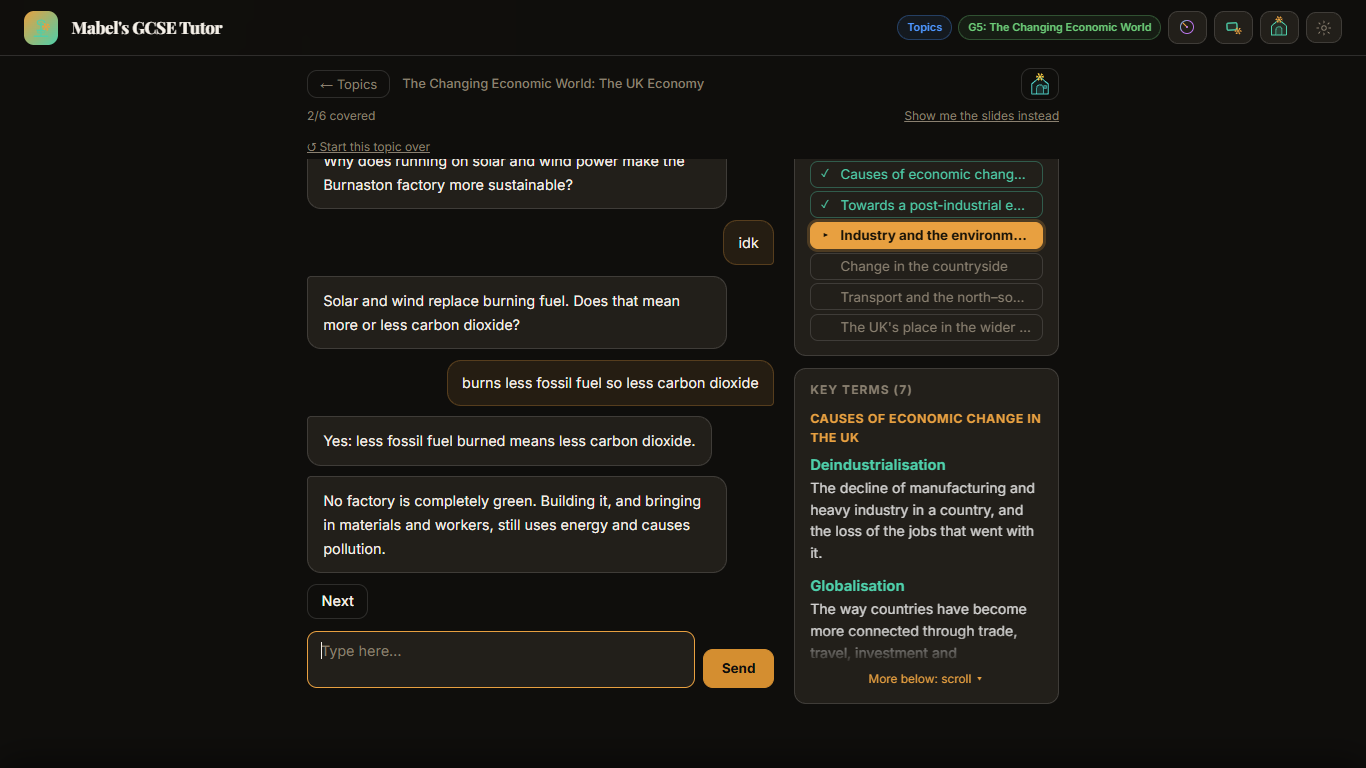 Mabel's GCSE Tutor
Topics
G5: The Changing Economic World
← Topics
The Changing Economic World: The UK Economy
2/6 covered
Show me the slides instead
↺ Start this topic over
Why does running on solar and wind power make the
Burnaston factory more sustainable?
idk
Solar and wind replace burning fuel. Does that mean
more or less carbon dioxide?
burns less fossil fuel so less carbon dioxide
Yes: less fossil fuel burned means less carbon dioxide.
No factory is completely green. Building it, and bringing
in materials and workers, still uses energy and causes
pollution.
Next
Type here...
Send
✓ Causes of economic chang...
✓ Towards a post-industrial e...
▸ Industry and the environm...
Change in the countryside
Transport and the north–so...
The UK's place in the wider ...
KEY TERMS (7)
CAUSES OF ECONOMIC CHANGE IN
THE UK
Deindustrialisation
The decline of manufacturing and
heavy industry in a country, and
the loss of the jobs that went with
it.
Globalisation
The way countries have become
more connected through trade,
travel, investment and
More below: scroll ▾